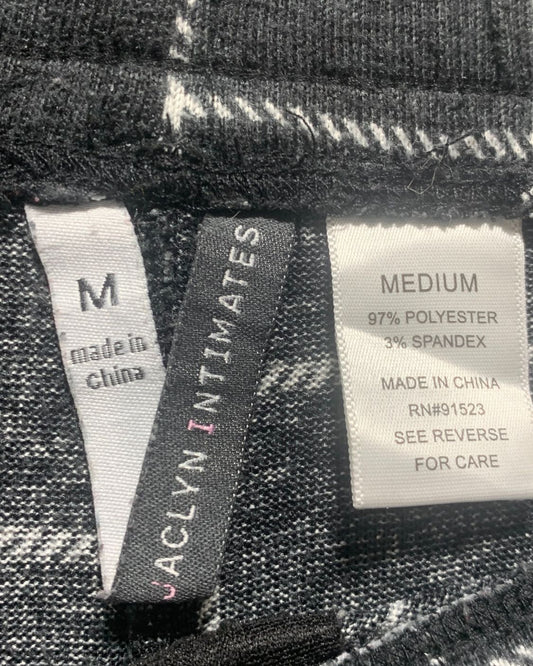 M
made in
china
JACLYN INTIMATES
MEDIUM
97% POLYESTER
3% SPANDEX
MADE IN CHINA
RN#91523
SEE REVERSE
FOR CARE